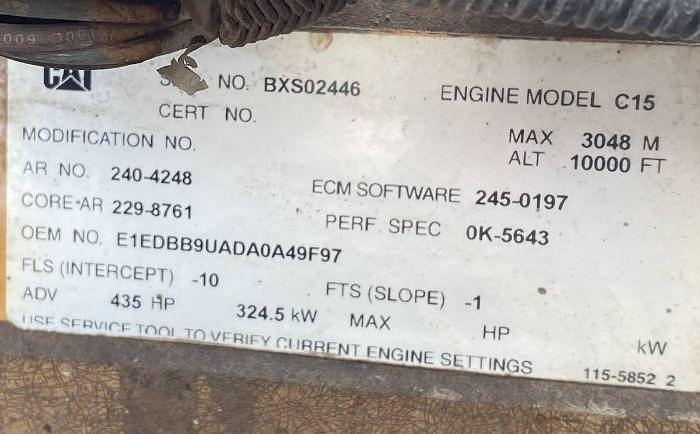 CAT NO. BXS02446 ENGINE MODEL C15
CERT NO.
MODIFICATION NO. MAX 3048 M
ALT 10000 FT
AR NO. 240-4248 ECM SOFTWARE 245-0197
CORE AR 229-8761 PERF. SPEC 0K-5643
OEM NO. E1EDBB9UADA0A49F97
FLS (INTERCEPT) -10 FTS (SLOPE) -1
ADV 435 HP 324.5 kW MAX HP kW
USE SERVICE TOOL TO VERIFY CURRENT ENGINE SETTINGS 115-5852 2